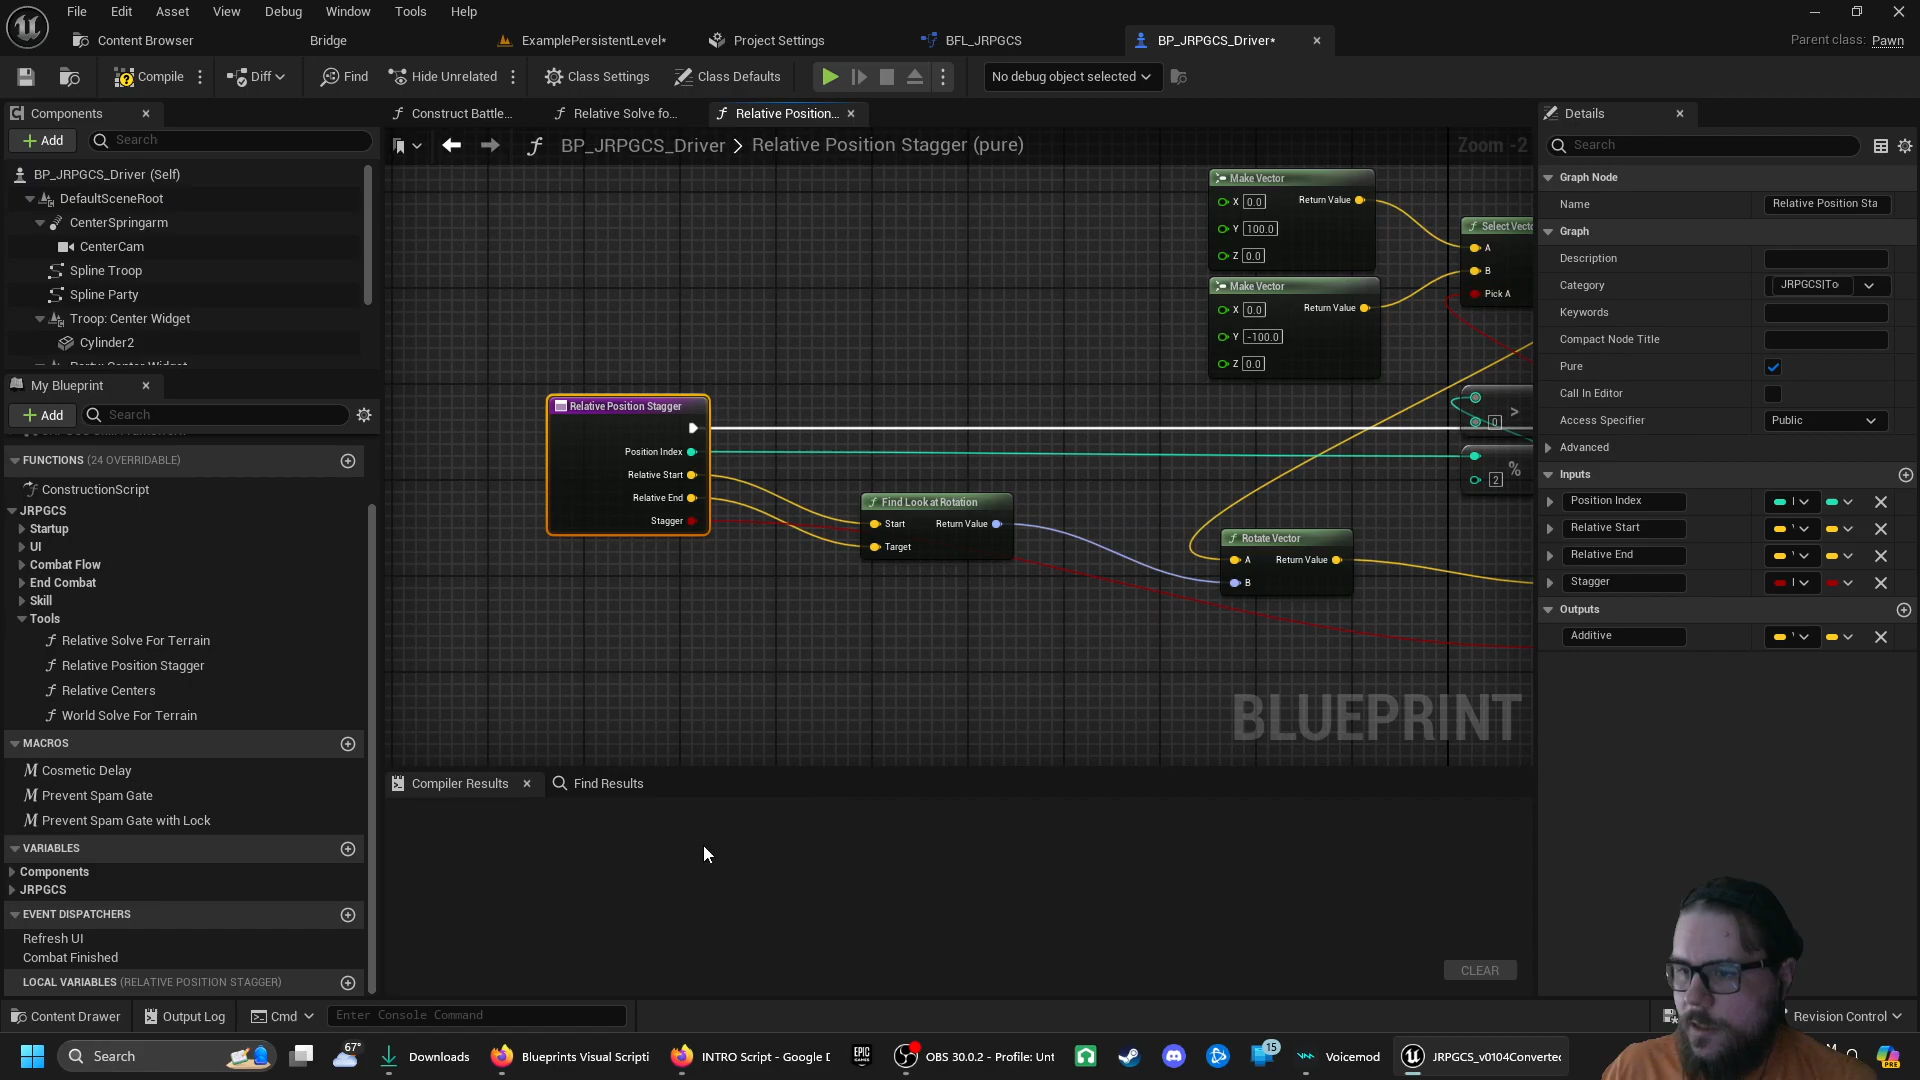 File Edit Asset View Debug Window Tools Help
Content Browser
Bridge
ExamplePersistentLevel*
Project Settings
BFL_JRPGCS
BP_JRPGCS_Driver*
Parent class: Pawn
Compile
Diff
Find
Hide Unrelated
Class Settings
Class Defaults
No debug object selected
Components
Construct Battle...
Relative Solve fo...
Relative Position...
Details
Add
Search
BP_JRPGCS_Driver > Relative Position Stagger (pure)
Zoom -2
Search
BP_JRPGCS_Driver (Self)
DefaultSceneRoot
CenterSpringarm
CenterCam
Spline Troop
Spline Party
Troop: Center Widget
Cylinder2
My Blueprint
Add
Search
FUNCTIONS (24 OVERRIDABLE)
ConstructionScript
JRPGCS
Startup
UI
Combat Flow
End Combat
Skill
Tools
Relative Solve For Terrain
Relative Position Stagger
Relative Centers
World Solve For Terrain
MACROS
Cosmetic Delay
Prevent Spam Gate
Prevent Spam Gate with Lock
VARIABLES
Components
JRPGCS
EVENT DISPATCHERS
Refresh UI
Combat Finished
LOCAL VARIABLES (RELATIVE POSITION STAGGER)
Make Vector
X 0.0 Return Value
Y 100.0
Z 0.0
Make Vector
X 0.0 Return Value
Y -100.0
Z 0.0
Select Vecto
A
B
Pick A
>
0
%
2
Relative Position Stagger
Position Index
Relative Start
Relative End
Stagger
Find Look at Rotation
Start Return Value
Target
Rotate Vector
A Return Value
B
BLUEPRINT
Compiler Results
Find Results
CLEAR
Graph Node
Name Relative Position Sta
Graph
Description
Category JRPGCS|To
Keywords
Compact Node Title
Pure
Call In Editor
Access Specifier Public
Advanced
Inputs
Position Index
Relative Start
Relative End
Stagger
Outputs
Additive
Content Drawer
Output Log
Cmd
Enter Console Command
Revision Control
Search
67°
Downloads
Blueprints Visual Scripti
INTRO Script - Google D
EPIC GAMES
OBS 30.0.2 - Profile: Unt
15
Voicemod
JRPGCS_v0104Converted
PRE